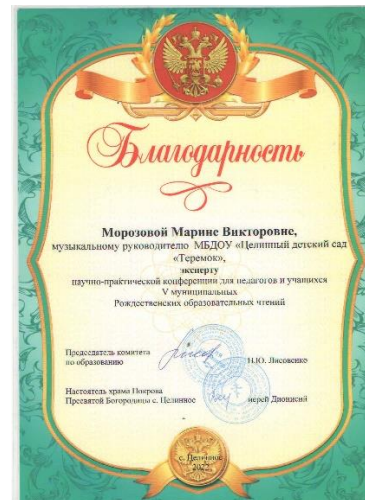 Благодарность
Морозовой Марине Викторовне,
музыкальному руководителю МБДОУ «Целинный детский сад
«Теремок»,
эксперту
научно-практической конференции для педагогов и учащихся
V муниципальных
Рождественских образовательных чтений
Председатель комитета
по образованию
Н.Ю. Лисовенко
Настоятель храма Покрова
Пресвятой Богородицы с. Целинное
иерей Дионисий
с. Целинное
2022